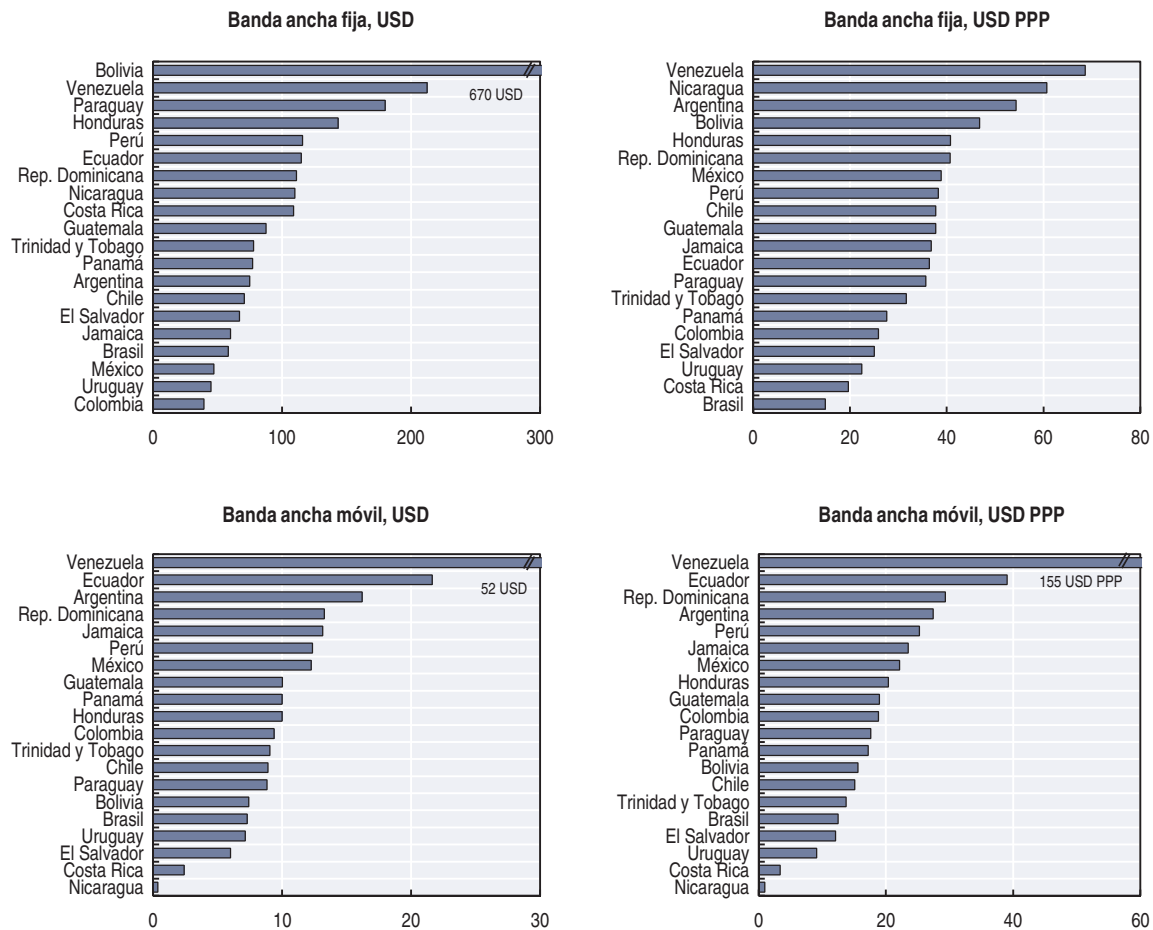 Banda ancha fija, USD
Bolivia
Venezuela
Paraguay
Honduras
Perú
Ecuador
Rep. Dominicana
Nicaragua
Costa Rica
Guatemala
Trinidad y Tobago
Panamá
Argentina
Chile
El Salvador
Jamaica
Brasil
México
Uruguay
Colombia
670 USD
0 100 200 300
Banda ancha fija, USD PPP
Venezuela
Nicaragua
Argentina
Bolivia
Honduras
Rep. Dominicana
México
Perú
Chile
Guatemala
Jamaica
Ecuador
Paraguay
Trinidad y Tobago
Panamá
Colombia
El Salvador
Uruguay
Costa Rica
Brasil
0 20 40 60 80
Banda ancha móvil, USD
Venezuela
Ecuador
Argentina
Rep. Dominicana
Jamaica
Perú
México
Guatemala
Panamá
Honduras
Colombia
Trinidad y Tobago
Chile
Paraguay
Bolivia
Brasil
Uruguay
El Salvador
Costa Rica
Nicaragua
52 USD
0 10 20 30
Banda ancha móvil, USD PPP
Venezuela
Ecuador
Rep. Dominicana
Argentina
Perú
Jamaica
México
Honduras
Guatemala
Colombia
Paraguay
Panamá
Bolivia
Chile
Trinidad y Tobago
Brasil
El Salvador
Uruguay
Costa Rica
Nicaragua
155 USD PPP
0 20 40 60